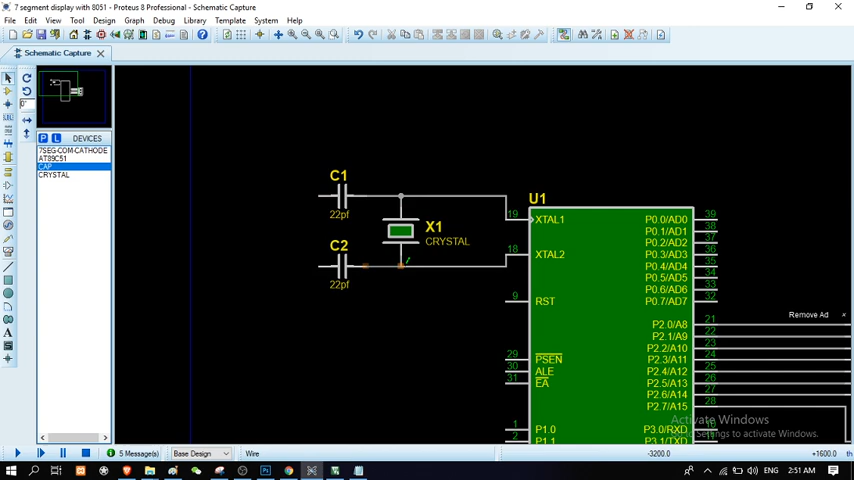 7 segment display with 8051 - Proteus 8 Professional - Schematic Capture
File Edit View Tool Design Graph Debug Library Template System Help
Schematic Capture
0°
P L DEVICES
7SEG-COM-CATHODE
AT89C51
CAP
CRYSTAL
C1
22pf
C2
22pf
X1
CRYSTAL
U1
19 XTAL1
18 XTAL2
9 RST
29 PSEN
30 ALE
31 EA
1 P1.0
2 P1.1
P0.0/AD0 39
P0.1/AD1 38
P0.2/AD2 37
P0.3/AD3 36
P0.4/AD4 35
P0.5/AD5 34
P0.6/AD6 33
P0.7/AD7 32
P2.0/A8 21
P2.1/A9 22
P2.2/A10 23
P2.3/A11 24
P2.4/A12 25
P2.5/A13 26
P2.6/A14 27
P2.7/A15 28
P3.0/RXD
P3.1/TXD
Remove Ad ×
Activate Windows
Go to Settings to activate Windows.
5 Message(s) Base Design Wire -3200.0 +1600.0 th
ENG 2:51 AM